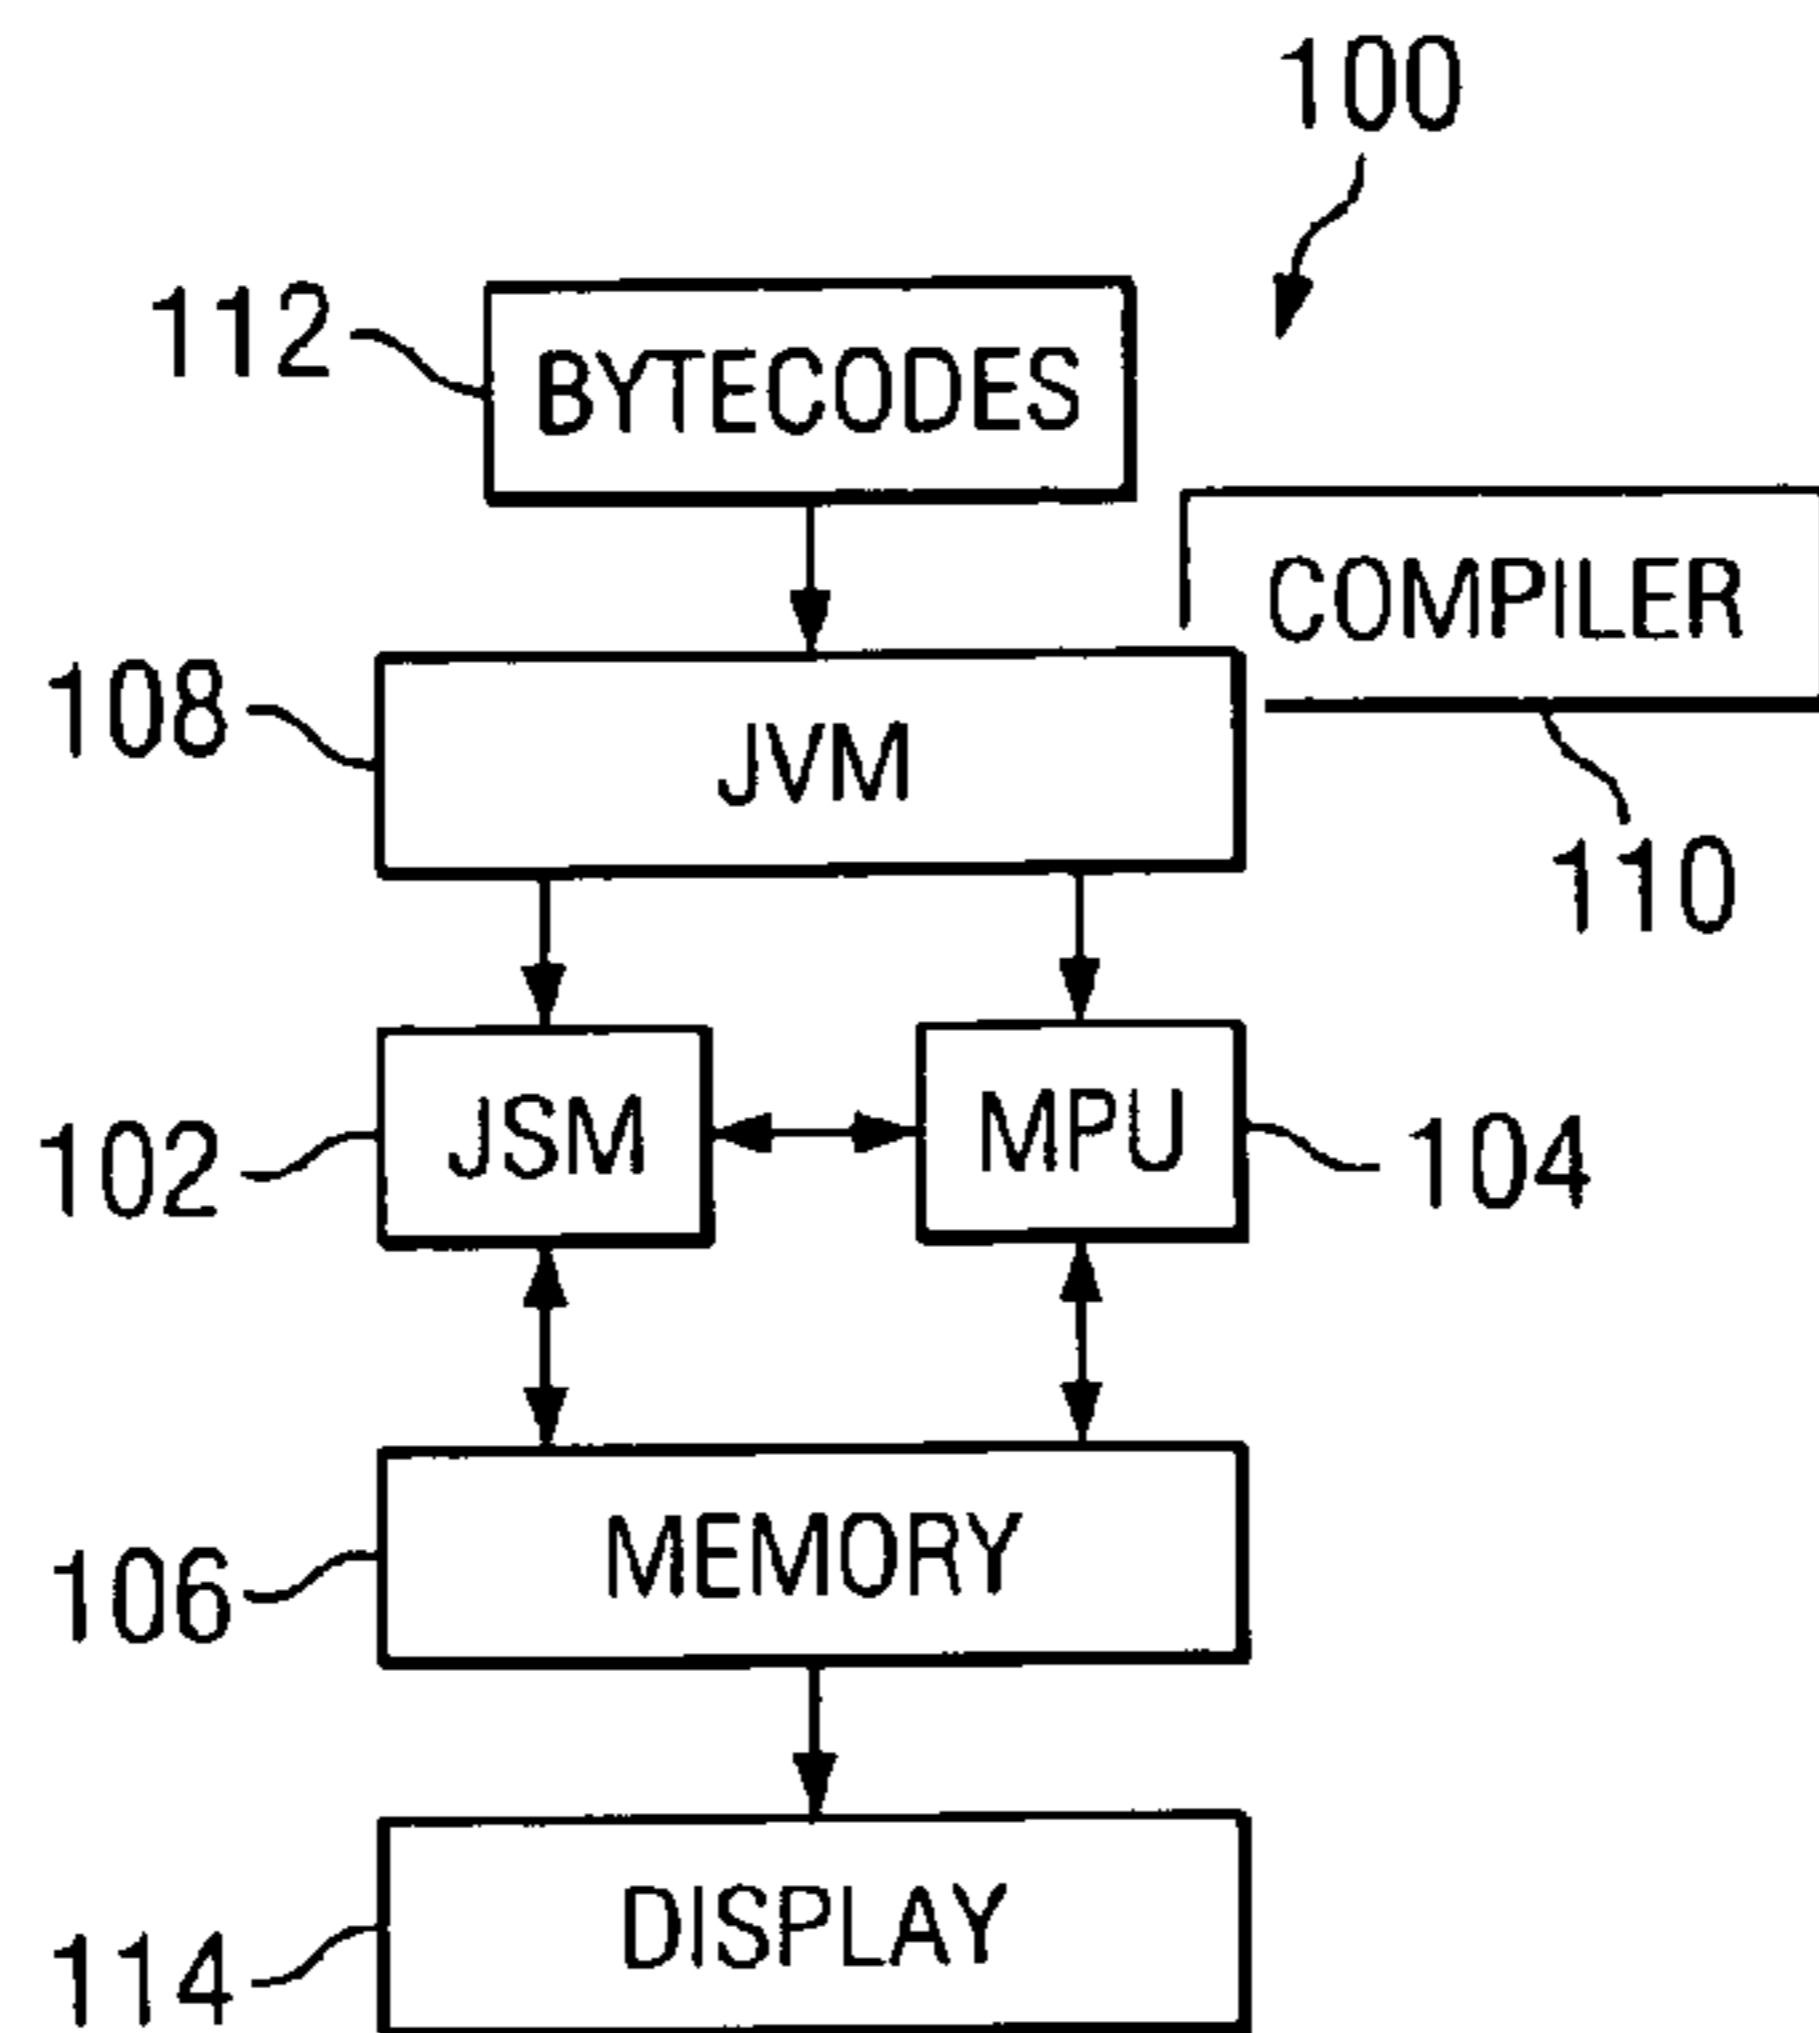 100
112
BYTECODES
COMPILER
108
JVM
110
102
JSM
MPU
104
106
MEMORY
114
DISPLAY